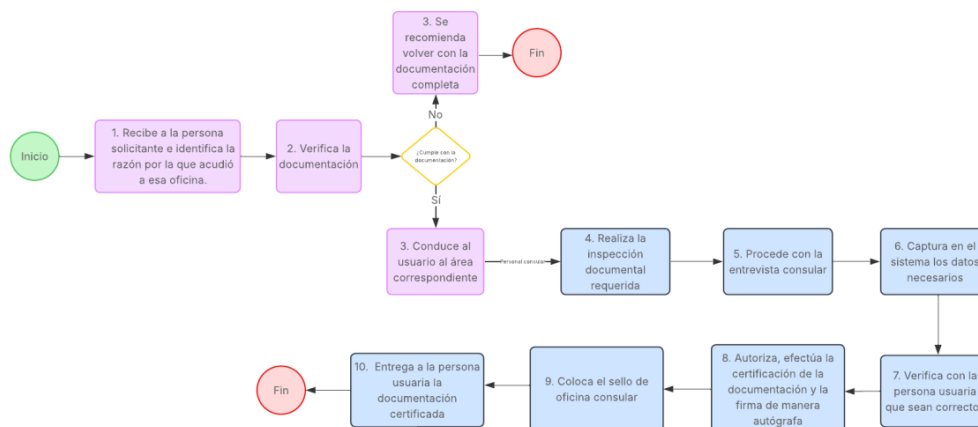 3. Se
recomienda
volver con la
documentación
completa
Fin
No
Inicio
1. Recibe a la persona
solicitante e identifica la
razón por la que acudió
a esa oficina.
2. Verifica la
documentación
¿Cumple con la
documentación?
Sí
3. Conduce al
usuario al área
correspondiente
Personal consular
4. Realiza la
inspección
documental
requerida
5. Procede con la
entrevista consular
6. Captura en el
sistema los datos
necesarios
Fin
10. Entrega a la persona
usuaria la
documentación
certificada
9. Coloca el sello de
oficina consular
8. Autoriza, efectúa la
certificación de la
documentación y la
firma de manera
autógrafa
7. Verifica con la
persona usuaria
que sean correcto